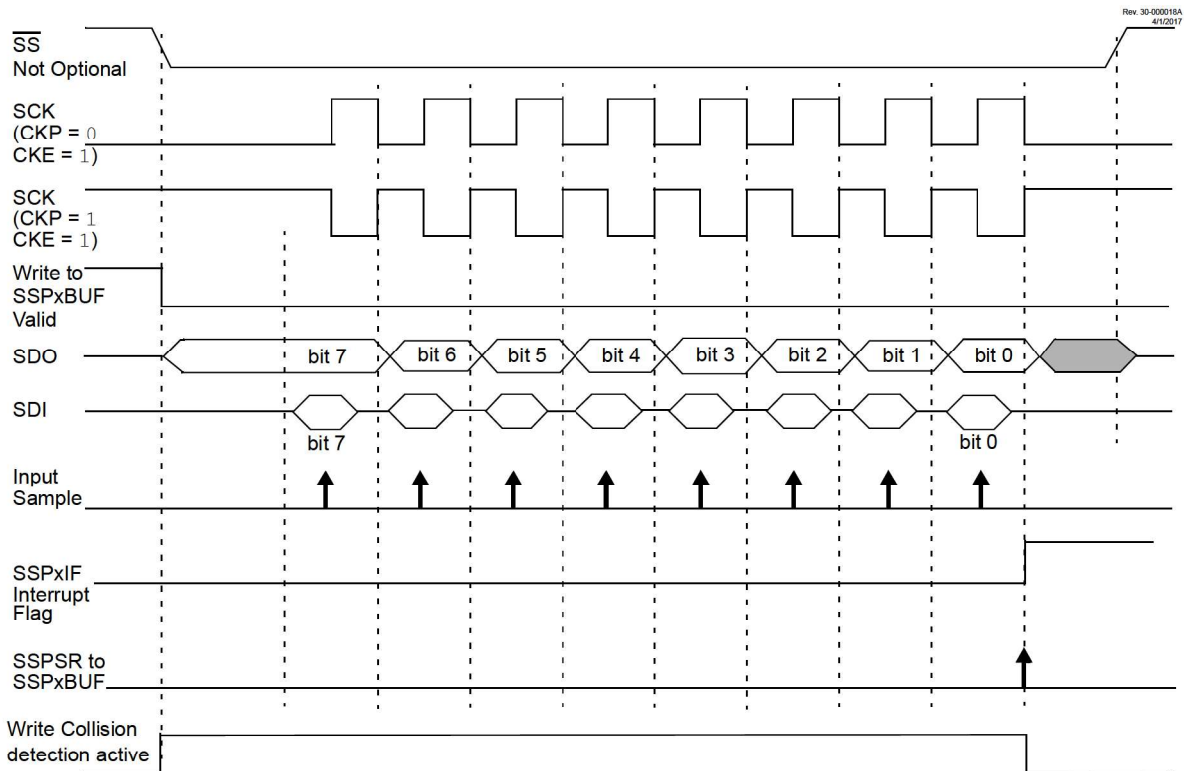 Rev. 30-000018A
4/1/2017
SS
Not Optional
SCK
(CKP = 0
CKE = 1)
SCK
(CKP = 1
CKE = 1)
Write to
SSPxBUF
Valid
SDO
bit 7
bit 6
bit 5
bit 4
bit 3
bit 2
bit 1
bit 0
SDI
bit 7
bit 0
Input
Sample
SSPxIF
Interrupt
Flag
SSPSR to
SSPxBUF
Write Collision
detection active